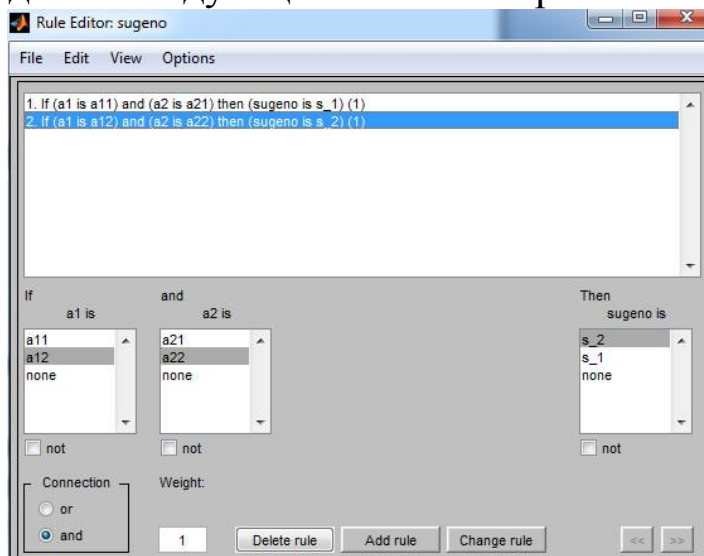 Rule Editor: sugeno
File Edit View Options
1. If (a1 is a11) and (a2 is a21) then (sugeno is s_1) (1)
2. If (a1 is a12) and (a2 is a22) then (sugeno is s_2) (1)
If and Then
a1 is a2 is sugeno is
a11 a21 s_2
a12 a22 s_1
none none none
not not not
Connection Weight:
or
and 1 Delete rule Add rule Change rule << >>